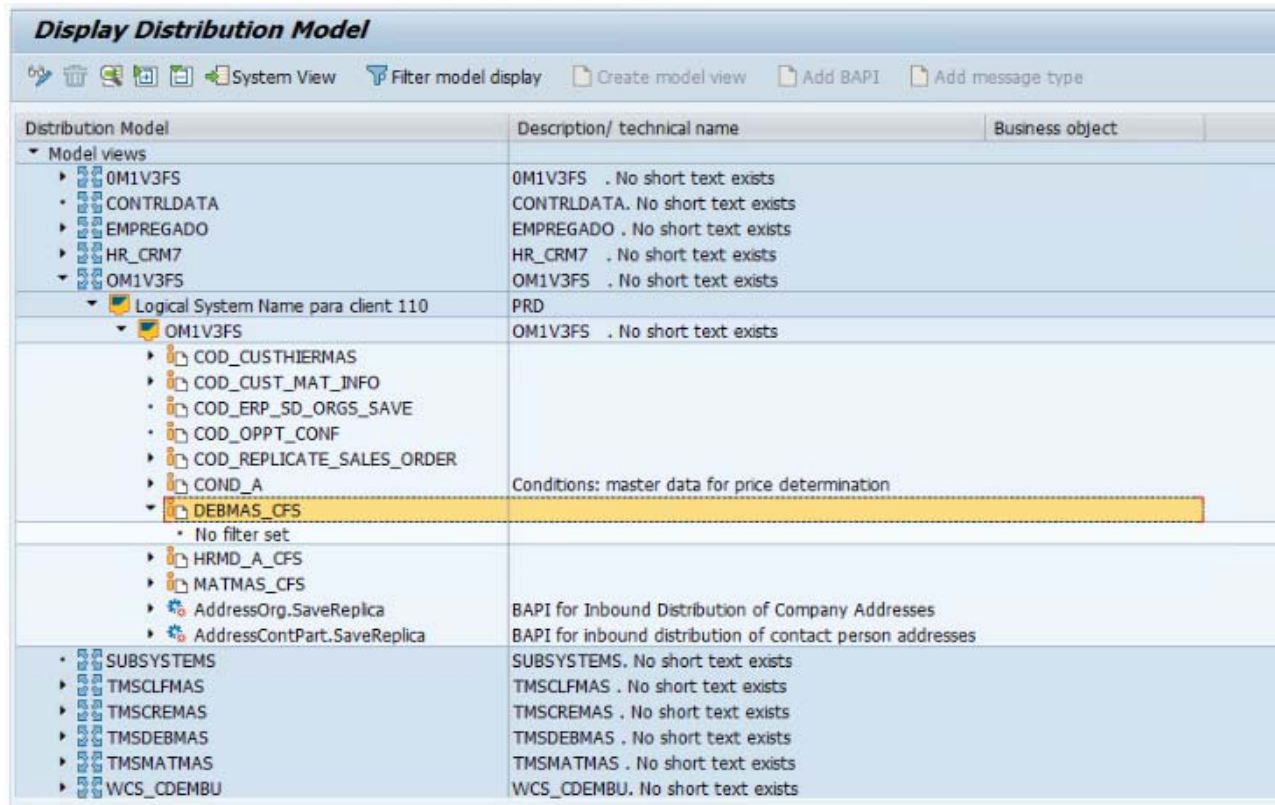 Display Distribution Model
System View Filter model display Create model view Add BAPI Add message type
Distribution Model Description/ technical name Business object
Model views
0M1V3FS 0M1V3FS . No short text exists
CONTRLDATA CONTRLDATA. No short text exists
EMPREGADO EMPREGADO . No short text exists
HR_CRM7 HR_CRM7 . No short text exists
OM1V3FS OM1V3FS . No short text exists
Logical System Name para client 110 PRD
OM1V3FS OM1V3FS . No short text exists
COD_CUSTHIERMAS
COD_CUST_MAT_INFO
COD_ERP_SD_ORGS_SAVE
COD_OPPT_CONF
COD_REPLICATE_SALES_ORDER
COND_A Conditions: master data for price determination
DEBMAS_CFS
No filter set
HRMD_A_CFS
MATMAS_CFS
AddressOrg.SaveReplica BAPI for Inbound Distribution of Company Addresses
AddressContPart.SaveReplica BAPI for inbound distribution of contact person addresses
SUBSYSTEMS SUBSYSTEMS. No short text exists
TMSCLFMAS TMSCLFMAS . No short text exists
TMSCREMAS TMSCREMAS . No short text exists
TMSDEBMAS TMSDEBMAS . No short text exists
TMSMATMAS TMSMATMAS . No short text exists
WCS_CDEMBU WCS_CDEMBU. No short text exists